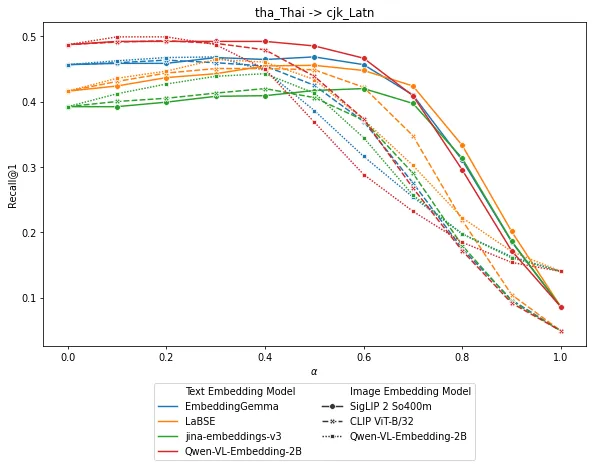 tha_Thai -> cjk_Latn
Recall@1
0.5
0.4
0.3
0.2
0.1
0.0 0.2 0.4 0.6 0.8 1.0
α
Text Embedding Model
EmbeddingGemma
LaBSE
jina-embeddings-v3
Qwen-VL-Embedding-2B
Image Embedding Model
SigLIP 2 So400m
CLIP ViT-B/32
Qwen-VL-Embedding-2B